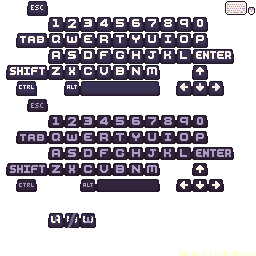 ESC
1 2 3 4 5 6 7 8 9 0
TAB Q W E R T Y U I O P
A S D F G H J K L ENTER
SHIFT Z X C V B N M ↑
CTRL ALT ← ↓ →
ESC
1 2 3 4 5 6 7 8 9 0
TAB Q W E R T Y U I O P
A S D F G H J K L ENTER
SHIFT Z X C V B N M ↑
CTRL ALT ← ↓ →